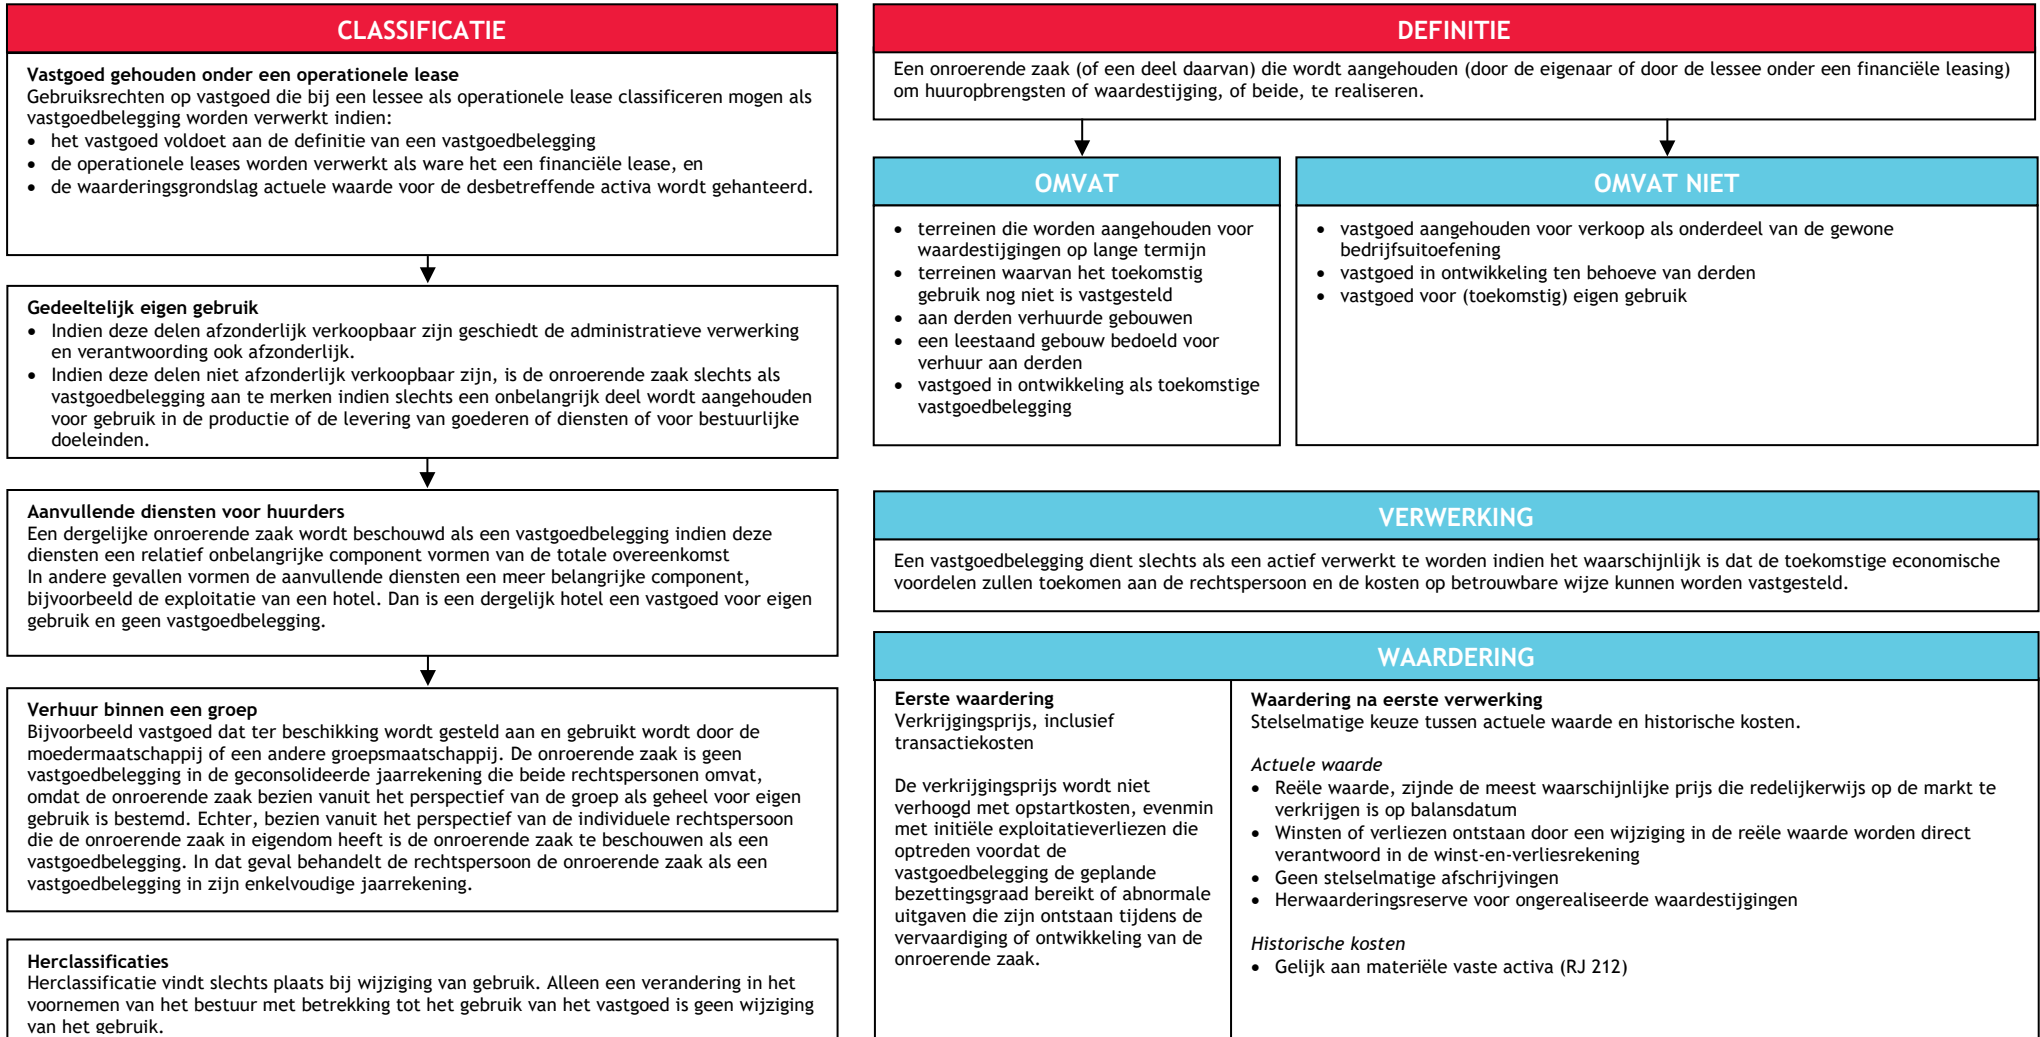 CLASSIFICATIE
Vastgoed gehouden onder een operationele lease
Gebruiksrechten op vastgoed die bij een lessee als operationele lease classificeren mogen als
vastgoedbelegging worden verwerkt indien:
• het vastgoed voldoet aan de definitie van een vastgoedbelegging
• de operationele leases worden verwerkt als ware het een financiële lease, en
• de waarderingsgrondslag actuele waarde voor de desbetreffende activa wordt gehanteerd.
Gedeeltelijk eigen gebruik
• Indien deze delen afzonderlijk verkoopbaar zijn geschiedt de administratieve verwerking
en verantwoording ook afzonderlijk.
• Indien deze delen niet afzonderlijk verkoopbaar zijn, is de onroerende zaak slechts als
vastgoedbelegging aan te merken indien slechts een onbelangrijk deel wordt aangehouden
voor gebruik in de productie of de levering van goederen of diensten of voor bestuurlijke
doeleinden.
Aanvullende diensten voor huurders
Een dergelijke onroerende zaak wordt beschouwd als een vastgoedbelegging indien deze
diensten een relatief onbelangrijke component vormen van de totale overeenkomst
In andere gevallen vormen de aanvullende diensten een meer belangrijke component,
bijvoorbeeld de exploitatie van een hotel. Dan is een dergelijk hotel een vastgoed voor eigen
gebruik en geen vastgoedbelegging.
Verhuur binnen een groep
Bijvoorbeeld vastgoed dat ter beschikking wordt gesteld aan en gebruikt wordt door de
moedermaatschappij of een andere groepsmaatschappij. De onroerende zaak is geen
vastgoedbelegging in de geconsolideerde jaarrekening die beide rechtspersonen omvat,
omdat de onroerende zaak bezien vanuit het perspectief van de groep als geheel voor eigen
gebruik is bestemd. Echter, bezien vanuit het perspectief van de individuele rechtspersoon
die de onroerende zaak in eigendom heeft is de onroerende zaak te beschouwen als een
vastgoedbelegging. In dat geval behandelt de rechtspersoon de onroerende zaak als een
vastgoedbelegging in zijn enkelvoudige jaarrekening.
Herclassificaties
Herclassificatie vindt slechts plaats bij wijziging van gebruik. Alleen een verandering in het
voornemen van het bestuur met betrekking tot het gebruik van het vastgoed is geen wijziging
van het gebruik.
DEFINITIE
Een onroerende zaak (of een deel daarvan) die wordt aangehouden (door de eigenaar of door de lessee onder een financiële leasing)
om huuropbrengsten of waardestijging, of beide, te realiseren.
OMVAT
• terreinen die worden aangehouden voor
waardestijgingen op lange termijn
• terreinen waarvan het toekomstig
gebruik nog niet is vastgesteld
• aan derden verhuurde gebouwen
• een leestaand gebouw bedoeld voor
verhuur aan derden
• vastgoed in ontwikkeling als toekomstige
vastgoedbelegging
OMVAT NIET
• vastgoed aangehouden voor verkoop als onderdeel van de gewone
bedrijfsuitoefening
• vastgoed in ontwikkeling ten behoeve van derden
• vastgoed voor (toekomstig) eigen gebruik
VERWERKING
Een vastgoedbelegging dient slechts als een actief verwerkt te worden indien het waarschijnlijk is dat de toekomstige economische
voordelen zullen toekomen aan de rechtspersoon en de kosten op betrouwbare wijze kunnen worden vastgesteld.
WAARDERING
Eerste waardering
Verkrijgingsprijs, inclusief
transactiekosten
De verkrijgingsprijs wordt niet
verhoogd met opstartkosten, evenmin
met initiële exploitatieverliezen die
optreden voordat de
vastgoedbelegging de geplande
bezettingsgraad bereikt of abnormale
uitgaven die zijn ontstaan tijdens de
vervaardiging of ontwikkeling van de
onroerende zaak.
Waardering na eerste verwerking
Stelselmatige keuze tussen actuele waarde en historische kosten.
Actuele waarde
• Reële waarde, zijnde de meest waarschijnlijke prijs die redelijkerwijs op de markt te
verkrijgen is op balansdatum
• Winsten of verliezen ontstaan door een wijziging in de reële waarde worden direct
verantwoord in de winst-en-verliesrekening
• Geen stelselmatige afschrijvingen
• Herwaarderingsreserve voor ongerealiseerde waardestijgingen
Historische kosten
• Gelijk aan materiële vaste activa (RJ 212)